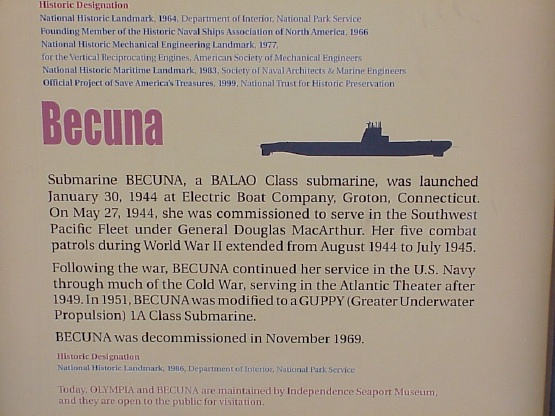 Historic Designation
National Historic Landmark, 1964, Department of Interior, National Park Service
Founding Member of the Historic Naval Ships Association of North America, 1966
National Historic Mechanical Engineering Landmark, 1977,
for the Vertical Reciprocating Engines, American Society of Mechanical Engineers
National Historic Maritime Landmark, 1983, Society of Naval Architects & Marine Engineers
Official Project of Save America's Treasures, 1999, National Trust for Historic Preservation
Becuna
Submarine BECUNA, a BALAO Class submarine, was launched
January 30, 1944 at Electric Boat Company, Groton, Connecticut.
On May 27, 1944, she was commissioned to serve in the Southwest
Pacific Fleet under General Douglas MacArthur. Her five combat
patrols during World War II extended from August 1944 to July 1945.
Following the war, BECUNA continued her service in the U.S. Navy
through much of the Cold War, serving in the Atlantic Theater after
1949. In 1951, BECUNA was modified to a GUPPY (Greater Underwater
Propulsion) 1A Class Submarine.
BECUNA was decommissioned in November 1969.
Historic Designation
National Historic Landmark, 1986, Department of Interior, National Park Service
Today, OLYMPIA and BECUNA are maintained by Independence Seaport Museum,
and they are open to the public for visitation.